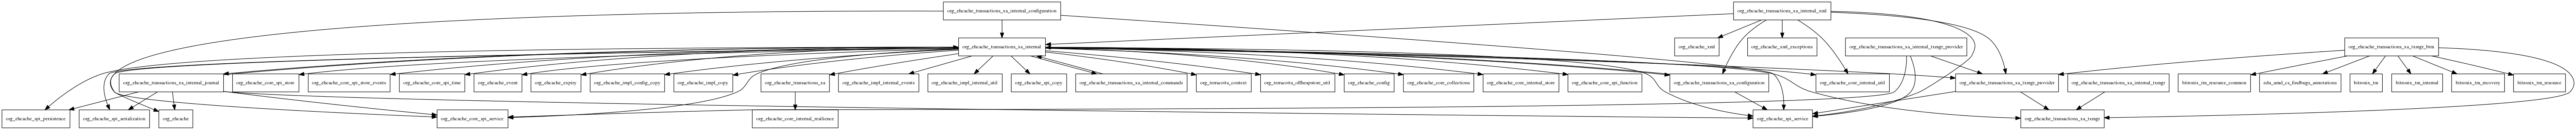 org_ehcache_transactions_xa_internal_configuration
org_ehcache_transactions_xa_internal_xml
org_ehcache_transactions_xa_internal
org_ehcache_xml
org_ehcache_xml_exceptions
org_ehcache_transactions_xa_internal_txmgr_provider
org_ehcache_transactions_xa_txmgr_btm
org_ehcache_transactions_xa_internal_journal
org_ehcache_core_spi_store
org_ehcache_core_spi_store_events
org_ehcache_core_spi_time
org_ehcache_event
org_ehcache_expiry
org_ehcache_impl_config_copy
org_ehcache_impl_copy
org_ehcache_transactions_xa
org_ehcache_impl_internal_events
org_ehcache_impl_internal_util
org_ehcache_spi_copy
org_ehcache_transactions_xa_internal_commands
org_terracotta_context
org_terracotta_offheapstore_util
org_ehcache_config
org_ehcache_core_collections
org_ehcache_core_internal_store
org_ehcache_core_spi_function
org_ehcache_transactions_xa_configuration
org_ehcache_core_internal_util
org_ehcache_transactions_xa_txmgr_provider
org_ehcache_transactions_xa_internal_txmgr
bitronix_tm_resource_common
edu_umd_cs_findbugs_annotations
bitronix_tm
bitronix_tm_internal
bitronix_tm_recovery
bitronix_tm_resource
org_ehcache_spi_persistence
org_ehcache_spi_serialization
org_ehcache
org_ehcache_core_spi_service
org_ehcache_core_internal_resilience
org_ehcache_spi_service
org_ehcache_transactions_xa_txmgr